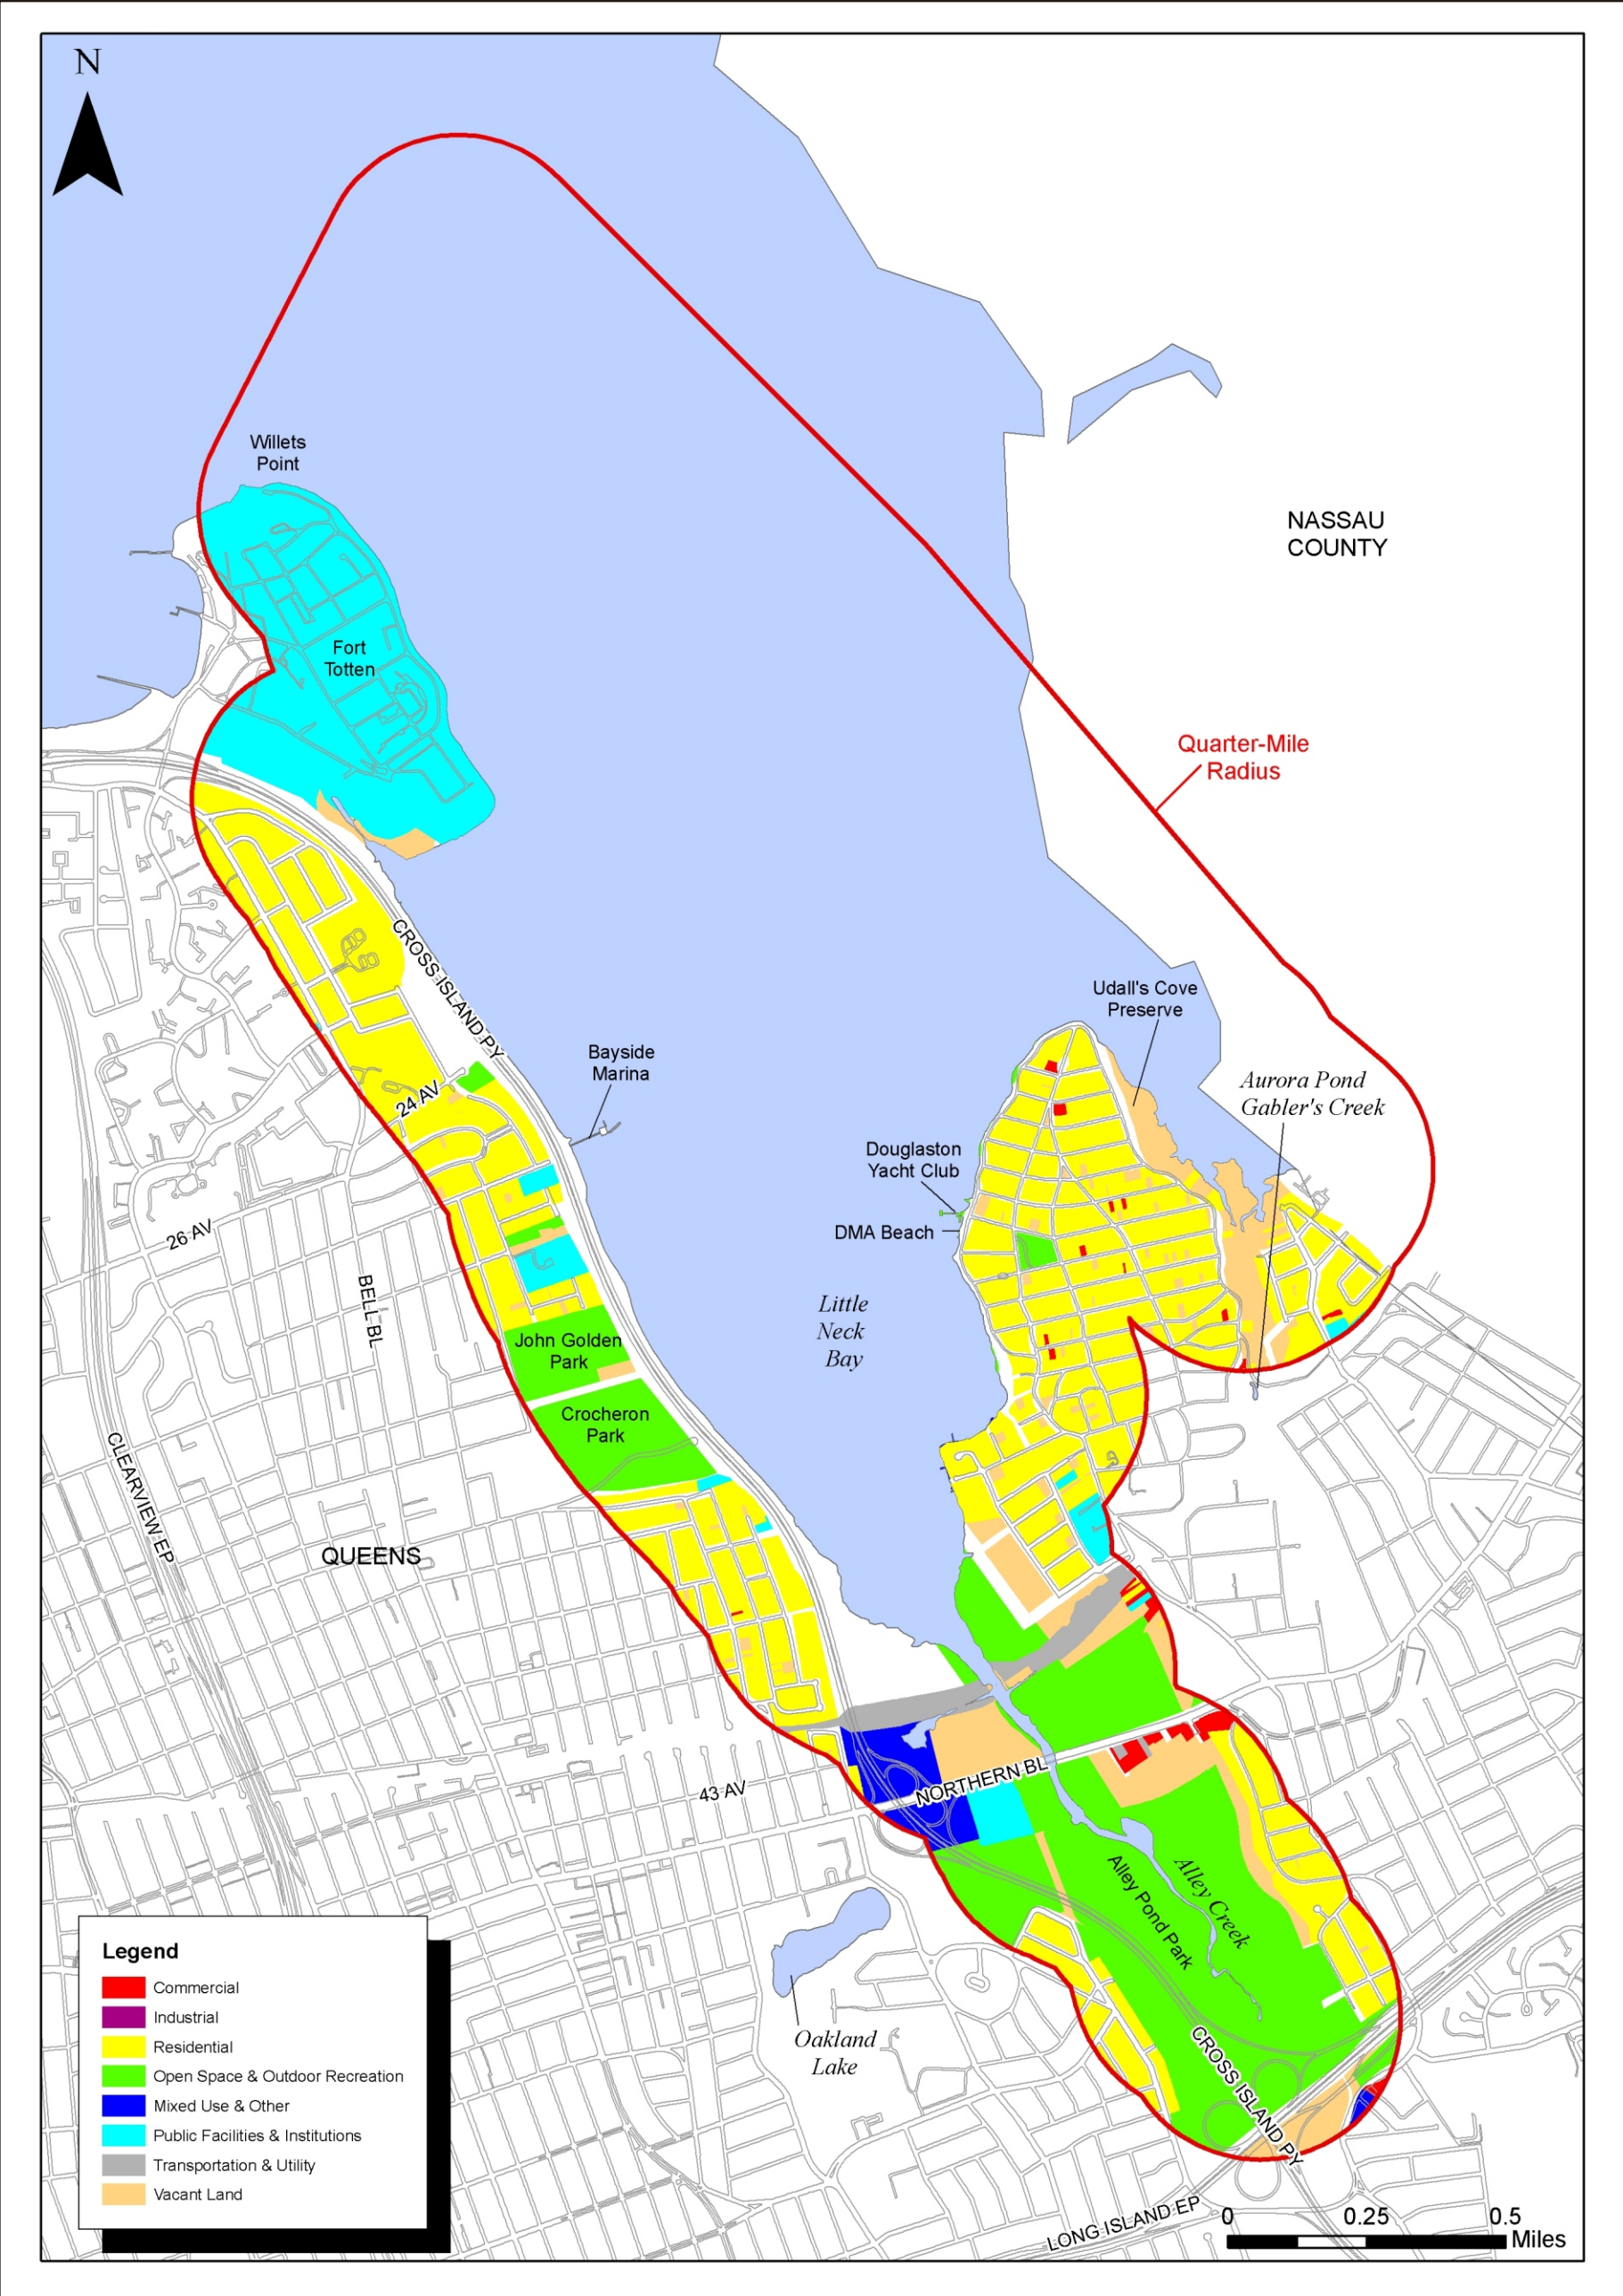 N
Willets
Point
NASSAU
COUNTY
Fort
Totten
Quarter-Mile
Radius
CROSS ISLAND PY
Udall's Cove
Preserve
Bayside
Marina
Aurora Pond
Gabler's Creek
24 AV
Douglaston
Yacht Club
DMA Beach
26 AV
BELL BL
Little
Neck
Bay
John Golden
Park
Crocheron
Park
CLEARVIEW EP
QUEENS
43 AV
NORTHERN BL
Alley Creek
Alley Pond Park
Oakland
Lake
CROSS ISLAND PY
LONG ISLAND EP
Legend
Commercial
Industrial
Residential
Open Space & Outdoor Recreation
Mixed Use & Other
Public Facilities & Institutions
Transportation & Utility
Vacant Land
0 0.25 0.5
Miles